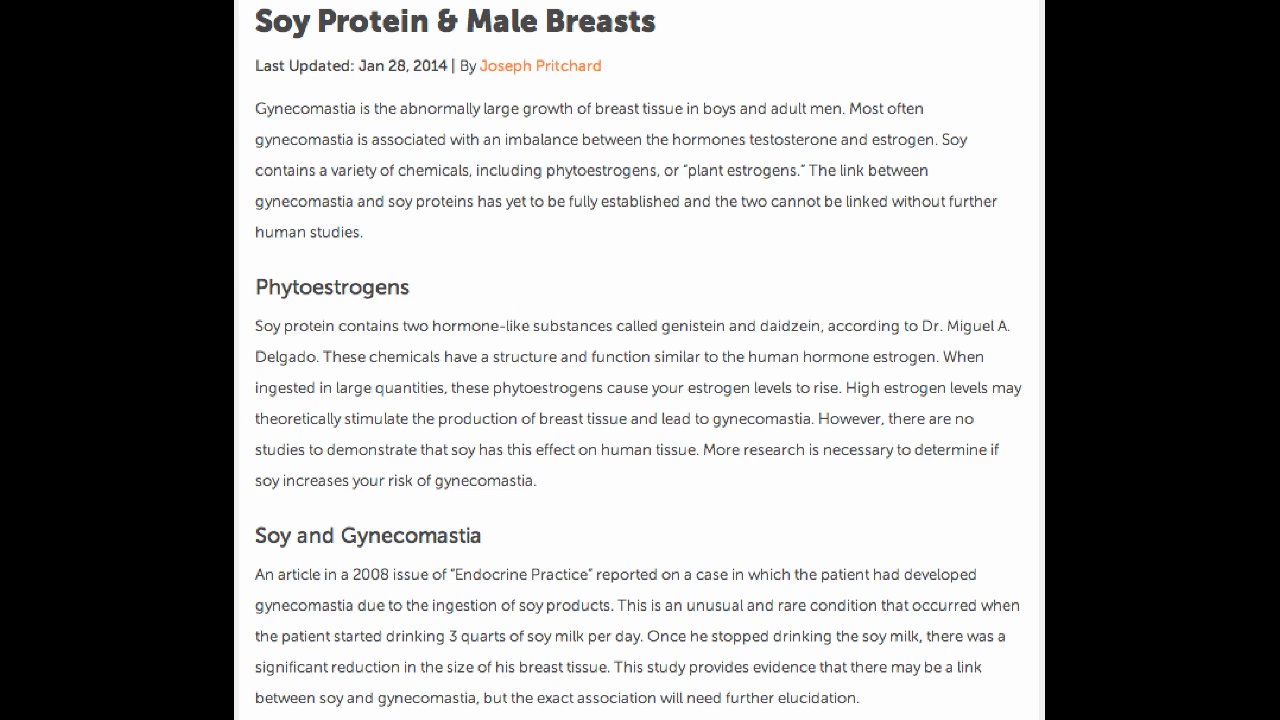 Soy Protein & Male Breasts
Last Updated: Jan 28, 2014 | By Joseph Pritchard
Gynecomastia is the abnormally large growth of breast tissue in boys and adult men. Most often
gynecomastia is associated with an imbalance between the hormones testosterone and estrogen. Soy
contains a variety of chemicals, including phytoestrogens, or "plant estrogens." The link between
gynecomastia and soy proteins has yet to be fully established and the two cannot be linked without further
human studies.
Phytoestrogens
Soy protein contains two hormone-like substances called genistein and daidzein, according to Dr. Miguel A.
Delgado. These chemicals have a structure and function similar to the human hormone estrogen. When
ingested in large quantities, these phytoestrogens cause your estrogen levels to rise. High estrogen levels may
theoretically stimulate the production of breast tissue and lead to gynecomastia. However, there are no
studies to demonstrate that soy has this effect on human tissue. More research is necessary to determine if
soy increases your risk of gynecomastia.
Soy and Gynecomastia
An article in a 2008 issue of "Endocrine Practice" reported on a case in which the patient had developed
gynecomastia due to the ingestion of soy products. This is an unusual and rare condition that occurred when
the patient started drinking 3 quarts of soy milk per day. Once he stopped drinking the soy milk, there was a
significant reduction in the size of his breast tissue. This study provides evidence that there may be a link
between soy and gynecomastia, but the exact association will need further elucidation.